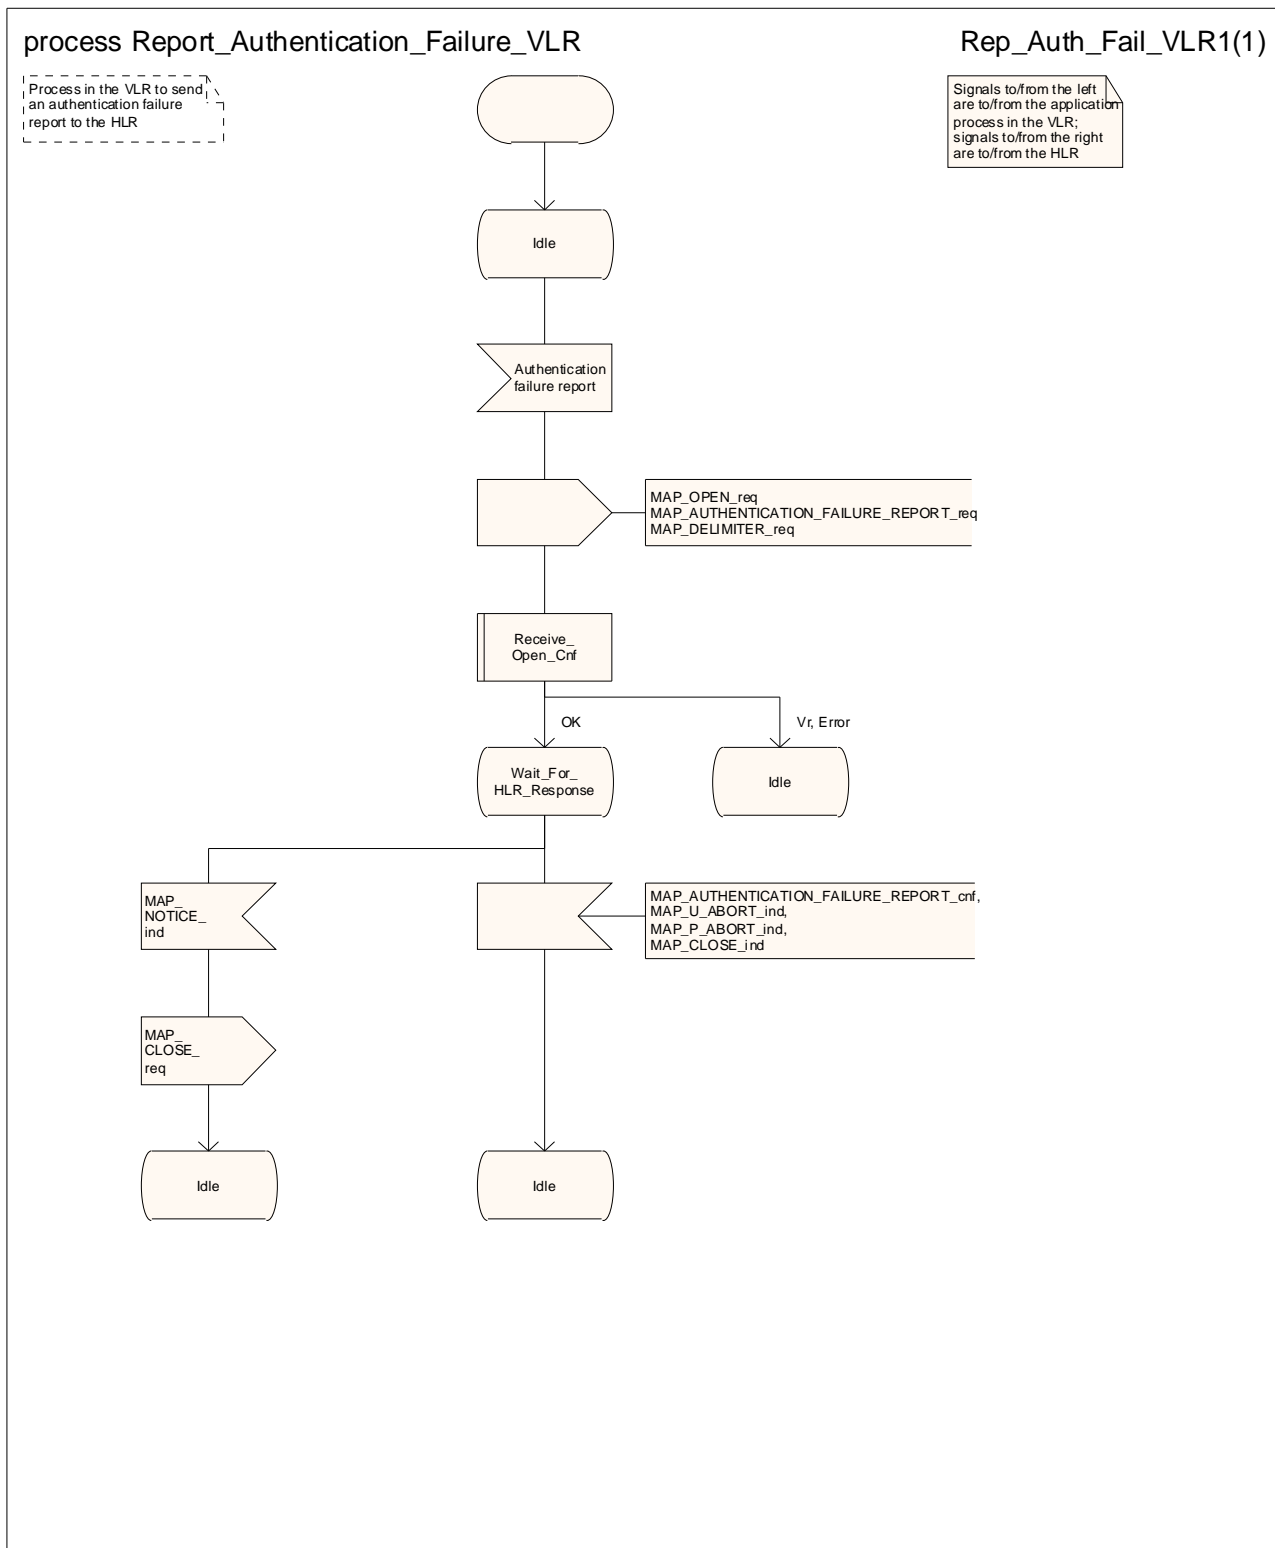 process Report_Authentication_Failure_VLR
Rep_Auth_Fail_VLR1(1)
Process in the VLR to send
an authentication failure
report to the HLR
Signals to/from the left
are to/from the application
process in the VLR;
signals to/from the right
are to/from the HLR
Idle
Authentication
failure report
MAP_OPEN_req
MAP_AUTHENTICATION_FAILURE_REPORT_req
MAP_DELIMITER_req
Receive_
Open_Cnf
OK
Vr, Error
Wait_For_
HLR_Response
Idle
MAP_
NOTICE_
ind
MAP_AUTHENTICATION_FAILURE_REPORT_cnf,
MAP_U_ABORT_ind,
MAP_P_ABORT_ind,
MAP_CLOSE_ind
MAP_
CLOSE_
req
Idle
Idle